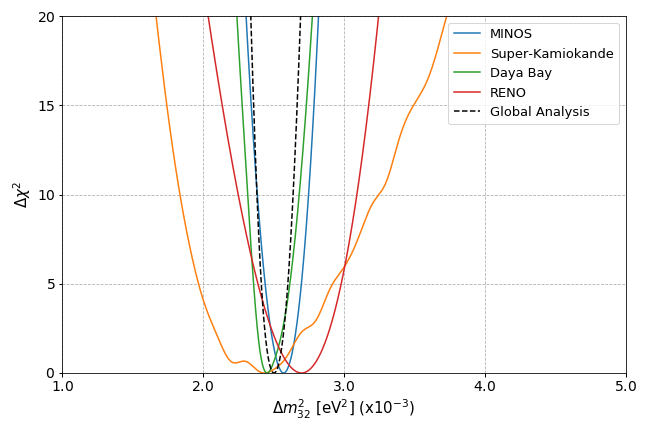 20
15
10
5
0
Δχ²
1.0 2.0 3.0 4.0 5.0
Δm²₃₂ [eV²] (x10⁻³)
MINOS
Super-Kamiokande
Daya Bay
RENO
Global Analysis